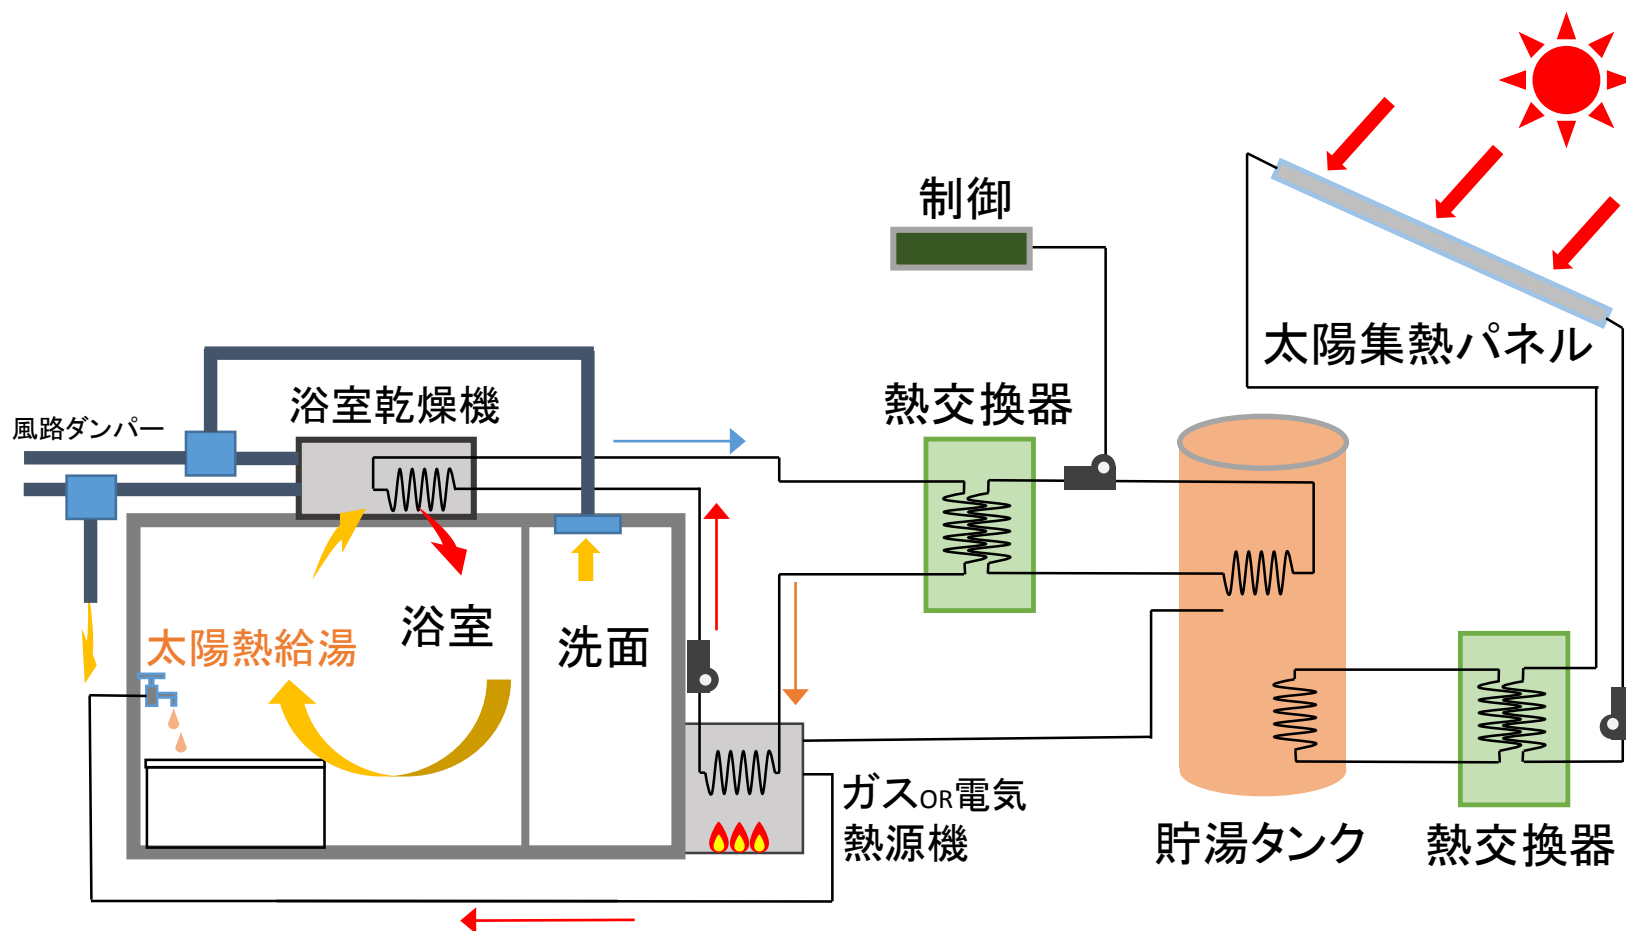 制御
太陽集熱パネル
熱交換器
浴室乾燥機
風路ダンパー
浴室
洗面
太陽熱給湯
ガスOR電気
熱源機
貯湯タンク
熱交換器